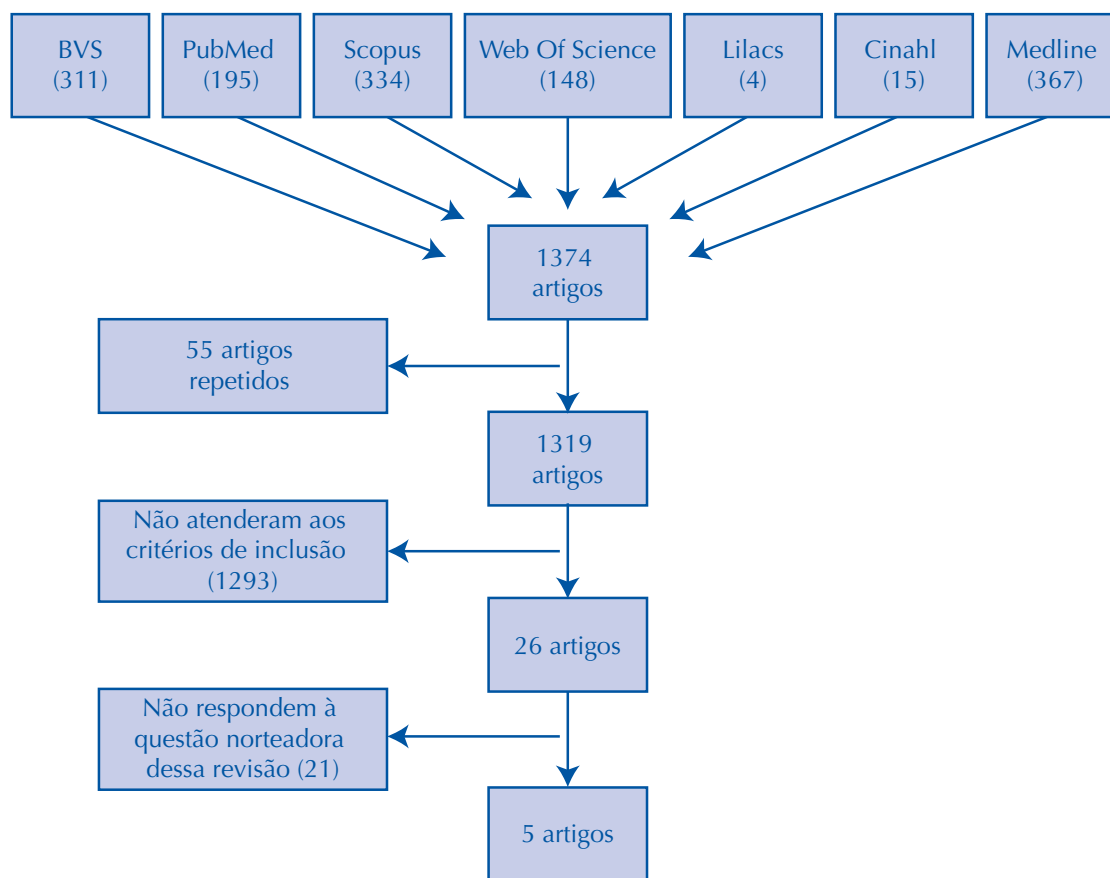 BVS
(311)
PubMed
(195)
Scopus
(334)
Web Of Science
(148)
Lilacs
(4)
Cinahl
(15)
Medline
(367)
1374
artigos
55 artigos
repetidos
1319
artigos
Não atenderam aos
critérios de inclusão
(1293)
26 artigos
Não respondem à
questão norteadora
dessa revisão (21)
5 artigos